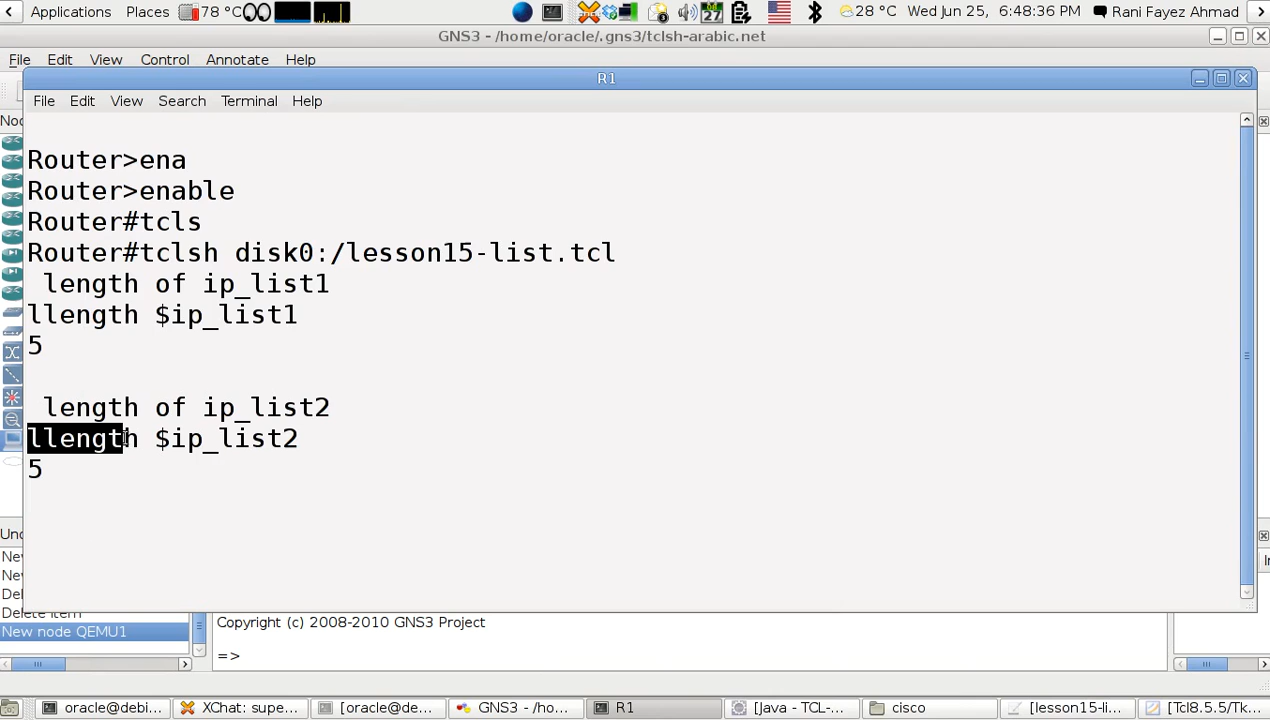 Applications Places 78 °C 27 28 °C Wed Jun 25, 6:48:36 PM Rani Fayez Ahmad
GNS3 - /home/oracle/.gns3/tclsh-arabic.net
File Edit View Control Annotate Help
R1
File Edit View Search Terminal Help
Router>ena
Router>enable
Router#tcls
Router#tclsh disk0:/lesson15-list.tcl
length of ip_list1
llength $ip_list1
5
length of ip_list2
llength $ip_list2
5
New node QEMU1
Copyright (c) 2008-2010 GNS3 Project
=>
oracle@debi... XChat: supe... [oracle@de... GNS3 - /ho... R1 [Java - TCL-... cisco [lesson15-li... [Tcl8.5.5/Tk...